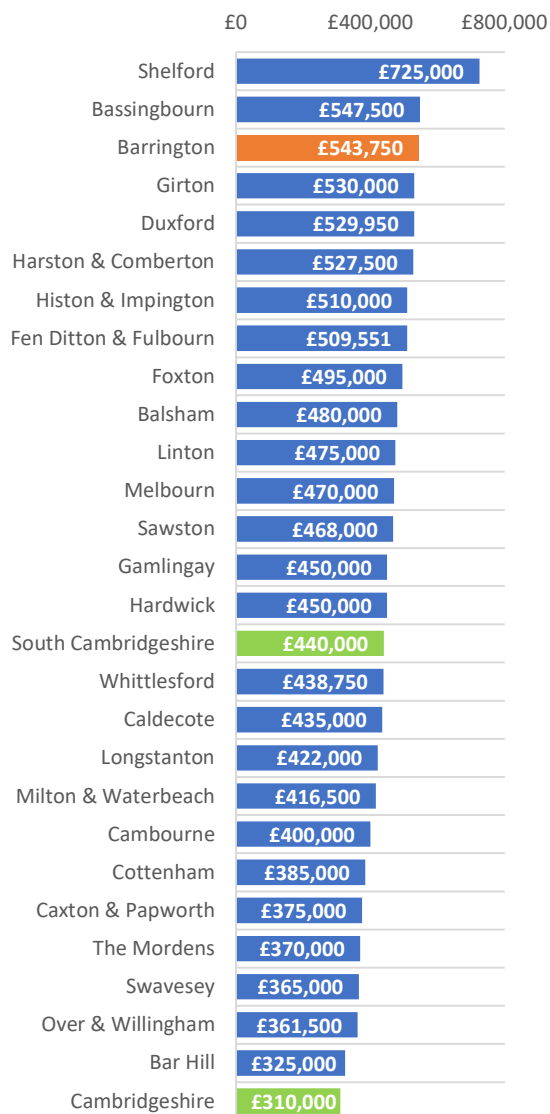 £0 £400,000 £800,000
Shelford £725,000
Bassingbourn £547,500
Barrington £543,750
Girton £530,000
Duxford £529,950
Harston & Comberton £527,500
Histon & Impington £510,000
Fen Ditton & Fulbourn £509,551
Foxton £495,000
Balsham £480,000
Linton £475,000
Melbourn £470,000
Sawston £468,000
Gamlingay £450,000
Hardwick £450,000
South Cambridgeshire £440,000
Whittlesford £438,750
Caldecote £435,000
Longstanton £422,000
Milton & Waterbeach £416,500
Cambourne £400,000
Cottenham £385,000
Caxton & Papworth £375,000
The Mordens £370,000
Swavesey £365,000
Over & Willingham £361,500
Bar Hill £325,000
Cambridgeshire £310,000